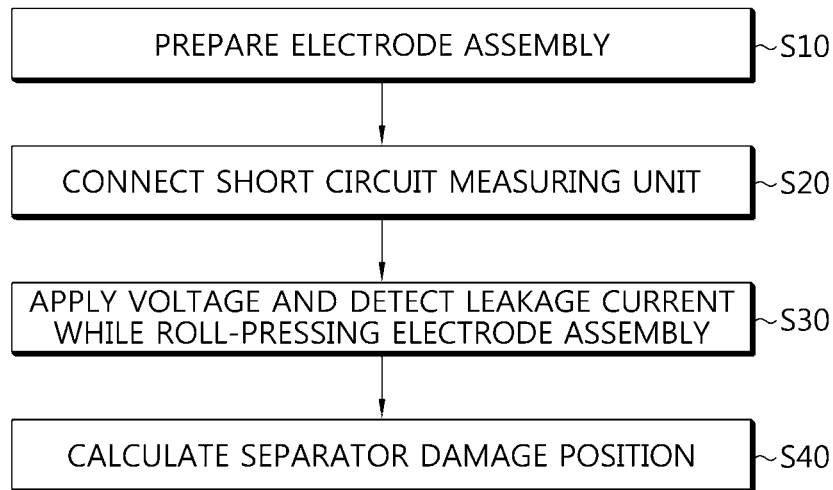 PREPARE ELECTRODE ASSEMBLY ~S10
CONNECT SHORT CIRCUIT MEASURING UNIT ~S20
APPLY VOLTAGE AND DETECT LEAKAGE CURRENT
WHILE ROLL-PRESSING ELECTRODE ASSEMBLY ~S30
CALCULATE SEPARATOR DAMAGE POSITION ~S40